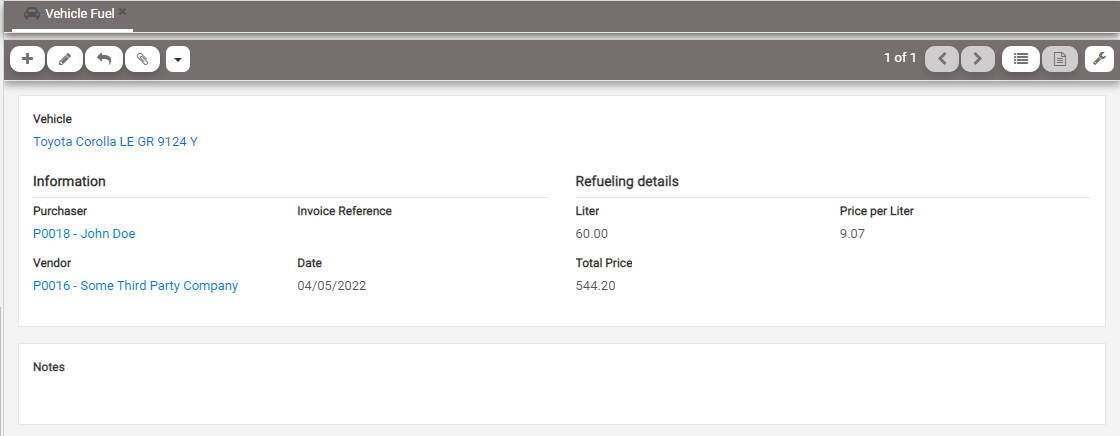 Vehicle Fuel
1 of 1
Vehicle
Toyota Corolla LE GR 9124 Y
Information
Refueling details
Purchaser
Invoice Reference
Liter
Price per Liter
P0018 - John Doe
60.00
9.07
Vendor
Date
Total Price
P0016 - Some Third Party Company
04/05/2022
544.20
Notes